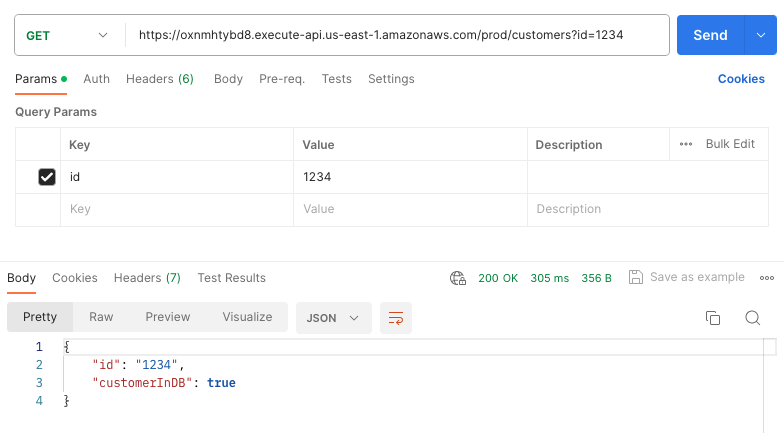 GET https://oxnmhtybd8.execute-api.us-east-1.amazonaws.com/prod/customers?id=1234 Send
Params Auth Headers (6) Body Pre-req. Tests Settings Cookies
Query Params
Key Value Description Bulk Edit
id 1234
Key Value Description
Body Cookies Headers (7) Test Results 200 OK 305 ms 356 B Save as example
Pretty Raw Preview Visualize JSON
1 {
2 "id": "1234",
3 "customerInDB": true
4 }